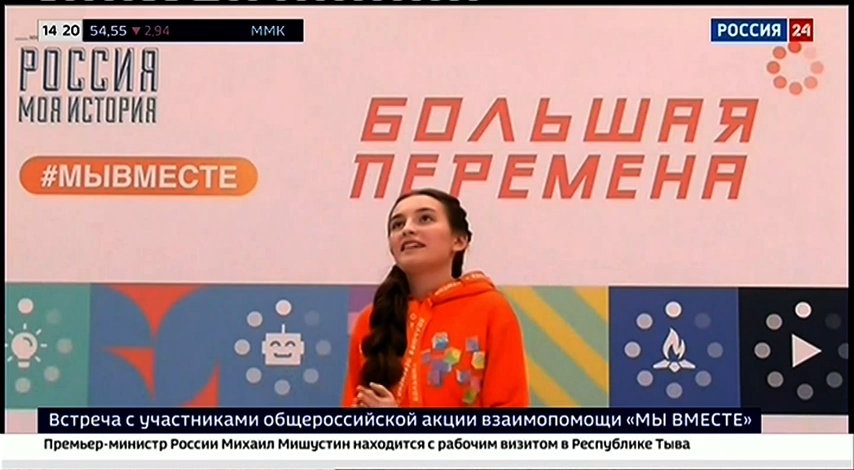 14 20 54,55 ▼ 2,94 ММК
РОССИЯ 24
РОССИЯ
МОЯ ИСТОРИЯ
#МЫВМЕСТЕ
БОЛЬШАЯ
ПЕРЕМЕНА
Встреча с участниками общероссийской акции взаимопомощи «МЫ ВМЕСТЕ»
Премьер-министр России Михаил Мишустин находится с рабочим визитом в Республике Тыва